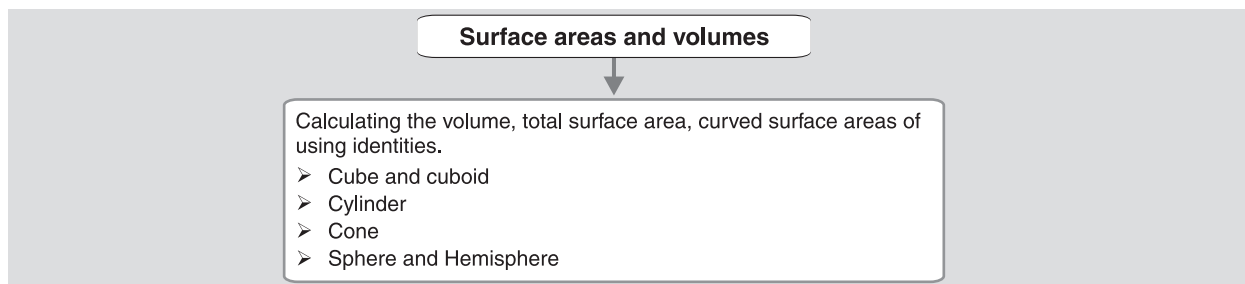 Surface areas and volumes
Calculating the volume, total surface area, curved surface areas of
using identities.
➢ Cube and cuboid
➢ Cylinder
➢ Cone
➢ Sphere and Hemisphere